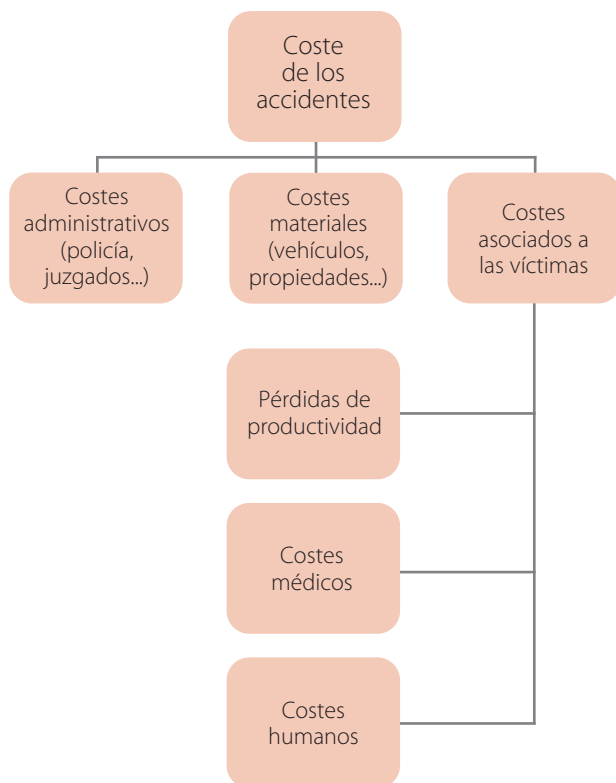 Coste
de los
accidentes
Costes
administrativos
(policía,
juzgados...)
Costes
materiales
(vehículos,
propiedades...)
Costes
asociados a
las víctimas
Pérdidas de
productividad
Costes
médicos
Costes
humanos